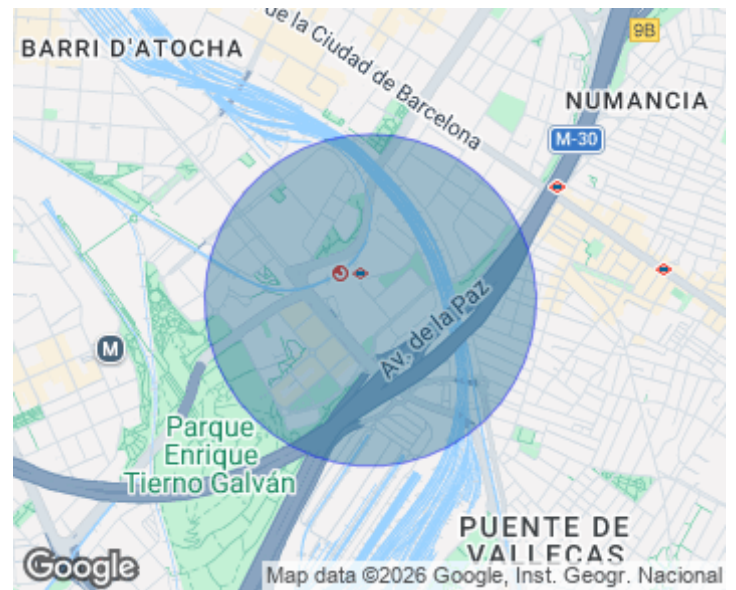 de la Ciudad de Barcelona
9B
BARRI D'ATOCHA
NUMANCIA
M-30
Av. de la Paz
M
Parque
Enrique
Tierno Galván
PUENTE DE
VALLECAS
Google
Map data ©2026 Google, Inst. Geogr. Nacional